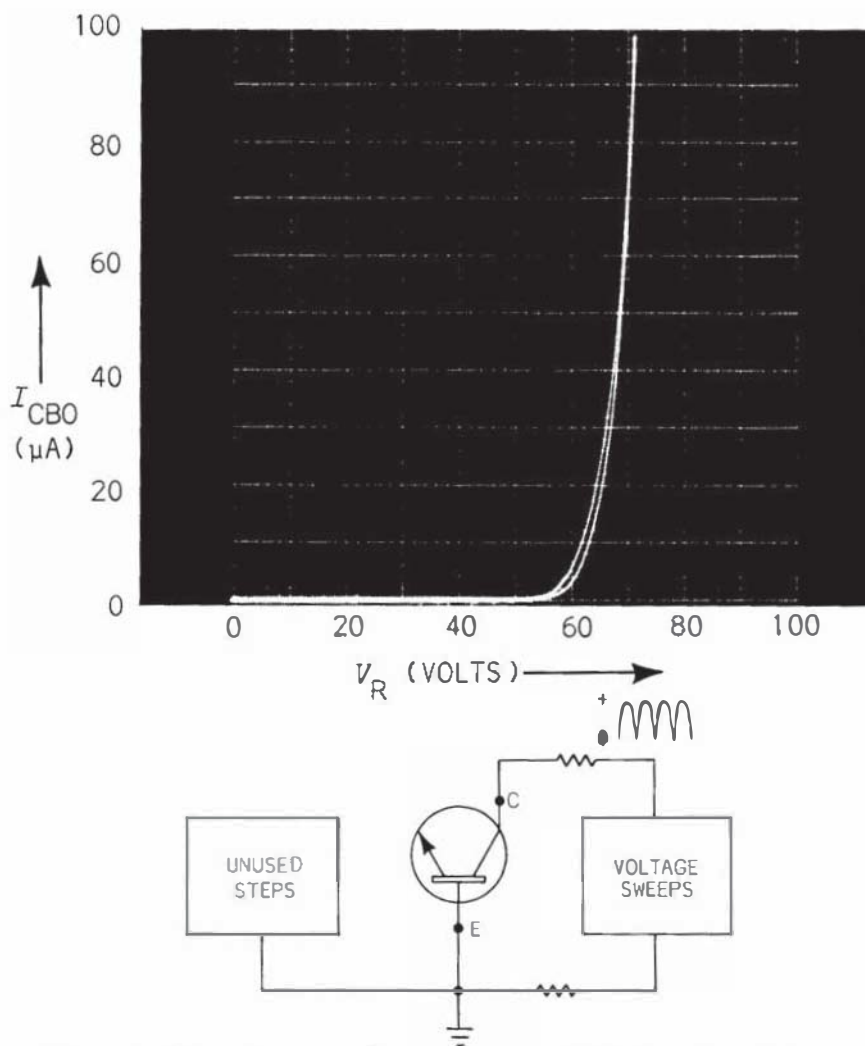 100
80
60
40
20
0
I CBO
(µA)
0 20 40 60 80 100
V R (VOLTS)
+
C
UNUSED
STEPS
VOLTAGE
SWEEPS
E